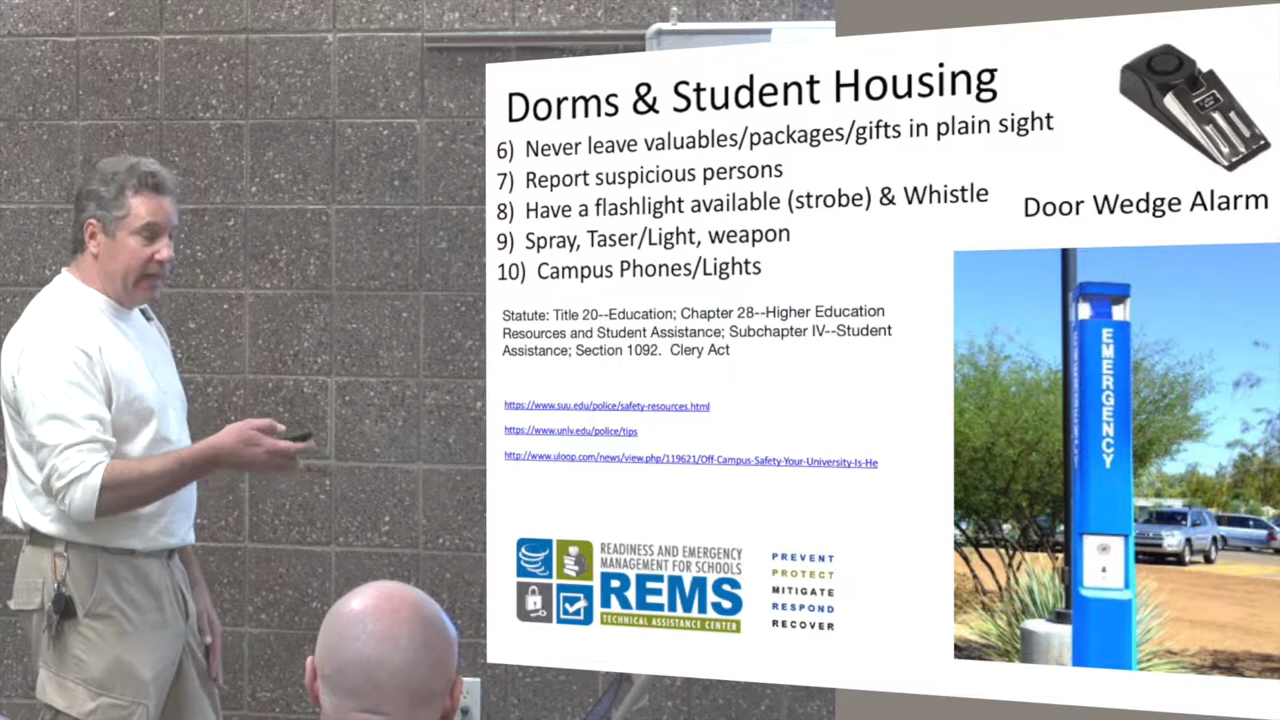 Dorms & Student Housing
6) Never leave valuables/packages/gifts in plain sight
7) Report suspicious persons
8) Have a flashlight available (strobe) & Whistle
9) Spray, Taser/Light, weapon
10) Campus Phones/Lights
Door Wedge Alarm
Statute: Title 20--Education; Chapter 28--Higher Education
Resources and Student Assistance; Subchapter IV--Student
Assistance; Section 1092. Clery Act
https://www.suu.edu/police/safety-resources.html
https://www.unlv.edu/police/tips
http://www.uloop.com/news/view.php/119621/Off-Campus-Safety-Your-University-Is-He
EMERGENCY
READINESS AND EMERGENCY
MANAGEMENT FOR SCHOOLS
REMS
TECHNICAL ASSISTANCE CENTER
PREVENT
PROTECT
MITIGATE
RESPOND
RECOVER